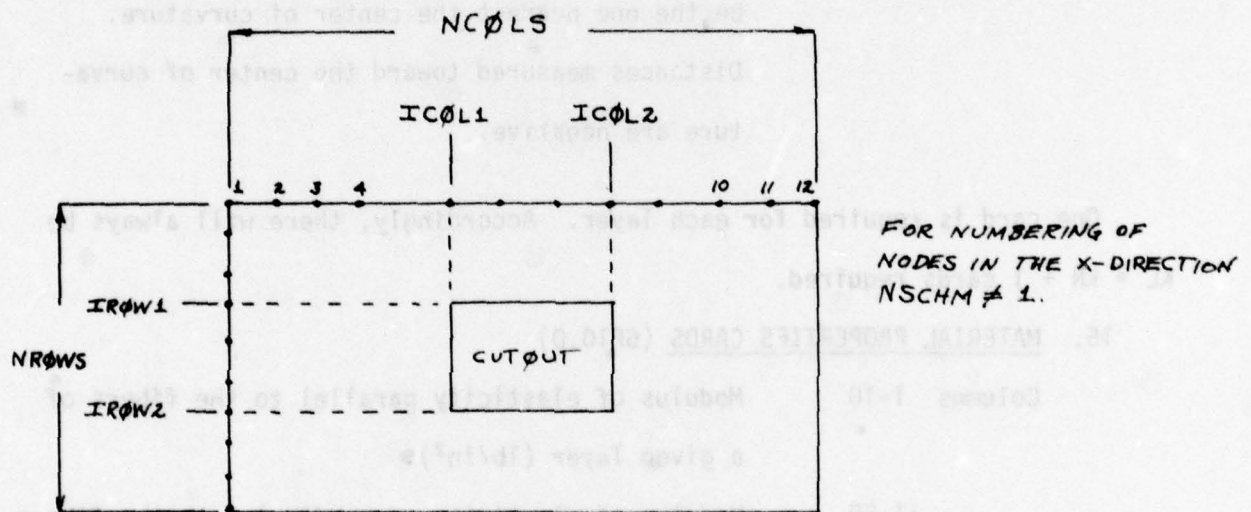 be the one nearest the center of curvature.
NCØLS
Distances measured toward the center of curva-
ICØL1 ICØL2
ture are negative.
1 2 3 4 10 11 12
One card is required for each layer. Accordingly, there will always be
FOR NUMBERING OF
NODES IN THE X-DIRECTION
NSCHM ≠ 1.
cards required.
IRØW1
15. MATERIAL PROPERTIES CARDS (6F10.0)
NRØWS
CUTØUT
Columns 1-10 Modulus of elasticity parallel to the fibers of
IRØW2
a given layer (lb/in²)